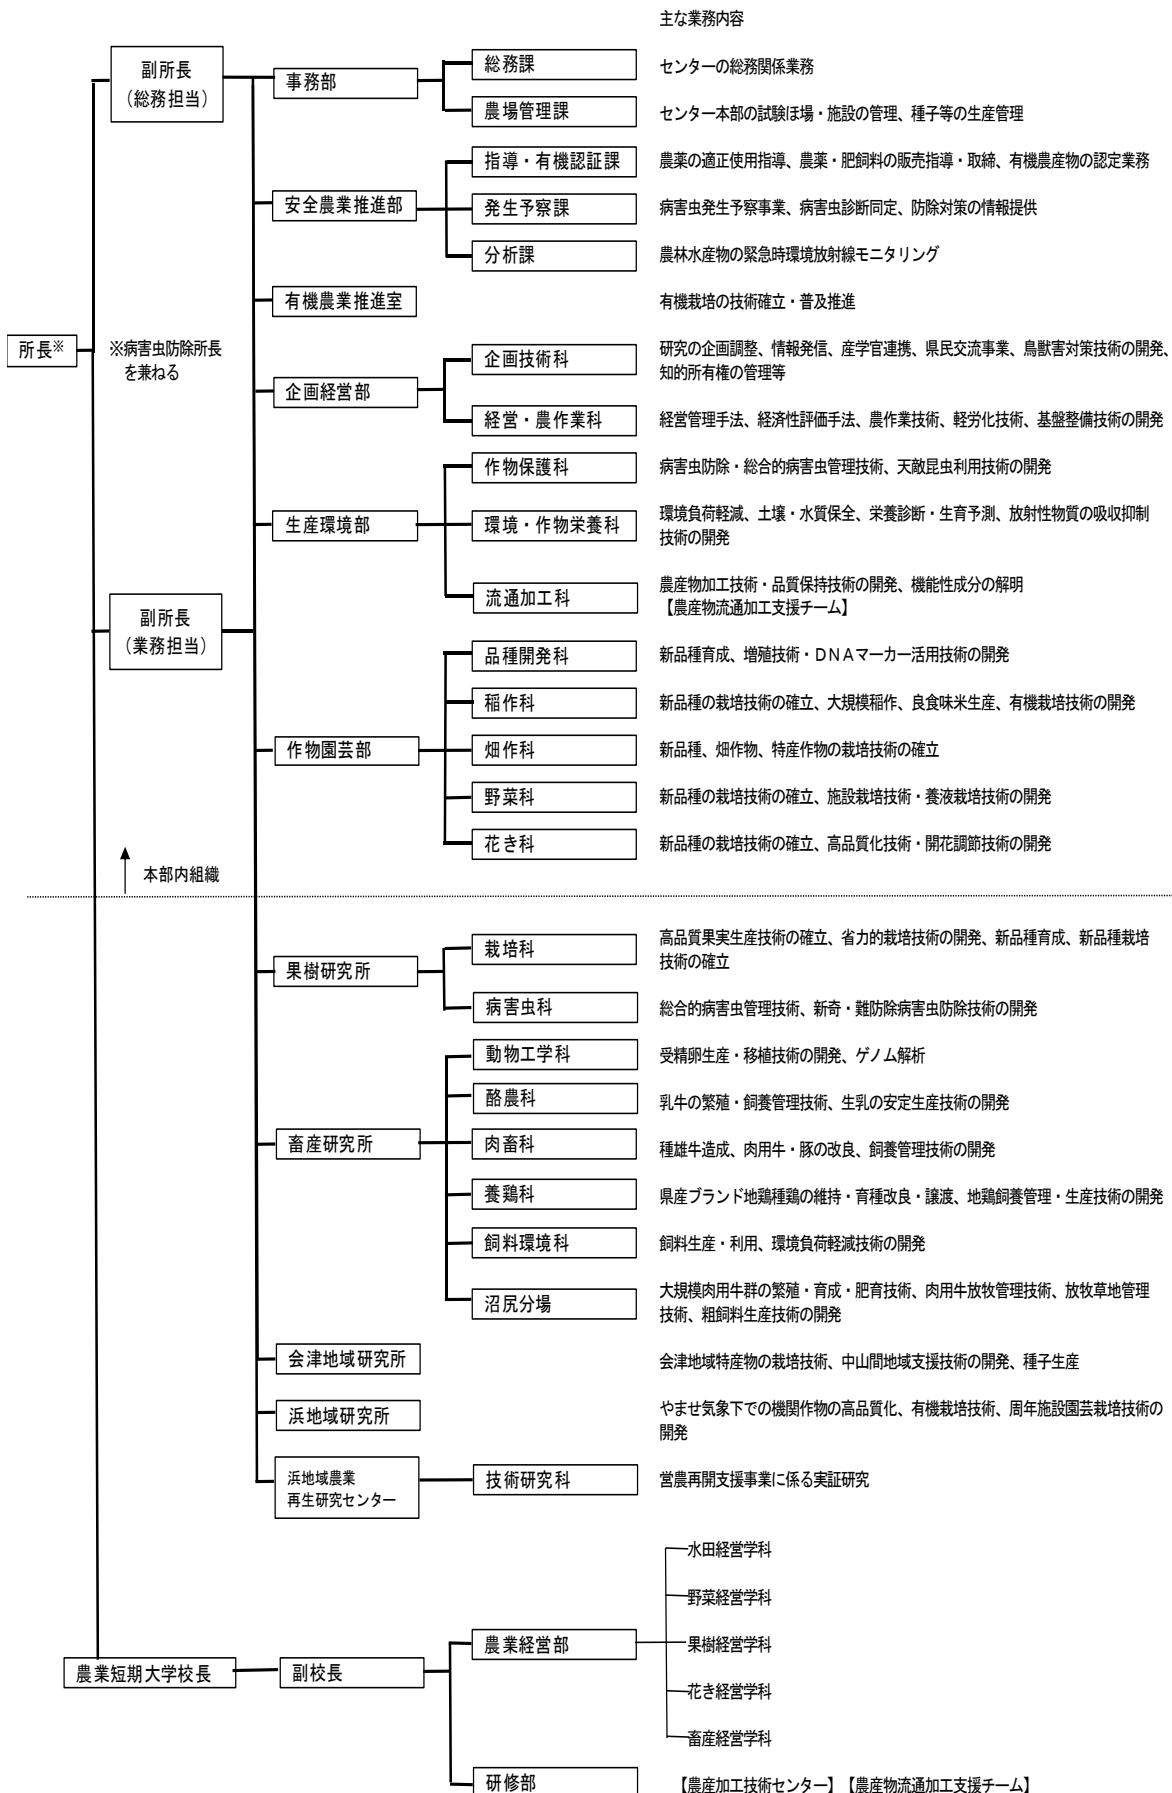 主な業務内容
副所長
（総務担当）
事務部
総務課
センターの総務関係業務
農場管理課
センター本部の試験ほ場・施設の管理、種子等の生産管理
安全農業推進部
指導・有機認証課
農薬の適正使用指導、農薬・肥飼料の販売指導・取締、有機農産物の認定業務
発生予察課
病害虫発生予察事業、病害虫診断同定、防除対策の情報提供
分析課
農林水産物の緊急時環境放射線モニタリング
有機農業推進室
有機栽培の技術確立・普及推進
所長※
※病害虫防除所長
を兼ねる
企画経営部
企画技術科
研究の企画調整、情報発信、産学官連携、県民交流事業、鳥獣害対策技術の開発、
知的所有権の管理等
経営・農作業科
経営管理手法、経済性評価手法、農作業技術、軽労化技術、基盤整備技術の開発
生産環境部
作物保護科
病害虫防除・総合的病害虫管理技術、天敵昆虫利用技術の開発
環境・作物栄養科
環境負荷軽減、土壌・水質保全、栄養診断・生育予測、放射性物質の吸収抑制
技術の開発
流通加工科
農産物加工技術・品質保持技術の開発、機能性成分の解明
【農産物流通加工支援チーム】
副所長
（業務担当）
作物園芸部
品種開発科
新品種育成、増殖技術・ＤＮＡマーカー活用技術の開発
稲作科
新品種の栽培技術の確立、大規模稲作、良食味米生産、有機栽培技術の開発
畑作科
新品種、畑作物、特産作物の栽培技術の確立
野菜科
新品種の栽培技術の確立、施設栽培技術・養液栽培技術の開発
花き科
新品種の栽培技術の確立、高品質化技術・開花調節技術の開発
本部内組織
果樹研究所
栽培科
高品質果実生産技術の確立、省力的栽培技術の開発、新品種育成、新品種栽培
技術の確立
病害虫科
総合的病害虫管理技術、新奇・難防除病害虫防除技術の開発
畜産研究所
動物工学科
受精卵生産・移植技術の開発、ゲノム解析
酪農科
乳牛の繁殖・飼養管理技術、生乳の安定生産技術の開発
肉畜科
種雄牛造成、肉用牛・豚の改良、飼養管理技術の開発
養鶏科
県産ブランド地鶏種鶏の維持・育種改良・譲渡、地鶏飼養管理・生産技術の開発
飼料環境科
飼料生産・利用、環境負荷軽減技術の開発
沼尻分場
大規模肉用牛群の繁殖・育成・肥育技術、肉用牛放牧管理技術、放牧草地管理
技術、粗飼料生産技術の開発
会津地域研究所
会津地域特産物の栽培技術、中山間地域支援技術の開発、種子生産
浜地域研究所
やませ気象下での機関作物の高品質化、有機栽培技術、周年施設園芸栽培技術の
開発
浜地域農業
再生研究センター
技術研究科
営農再開支援事業に係る実証研究
農業短期大学校長
副校長
農業経営部
水田経営学科
野菜経営学科
果樹経営学科
花き経営学科
畜産経営学科
研修部
【農産加工技術センター】【農産物流通加工支援チーム】